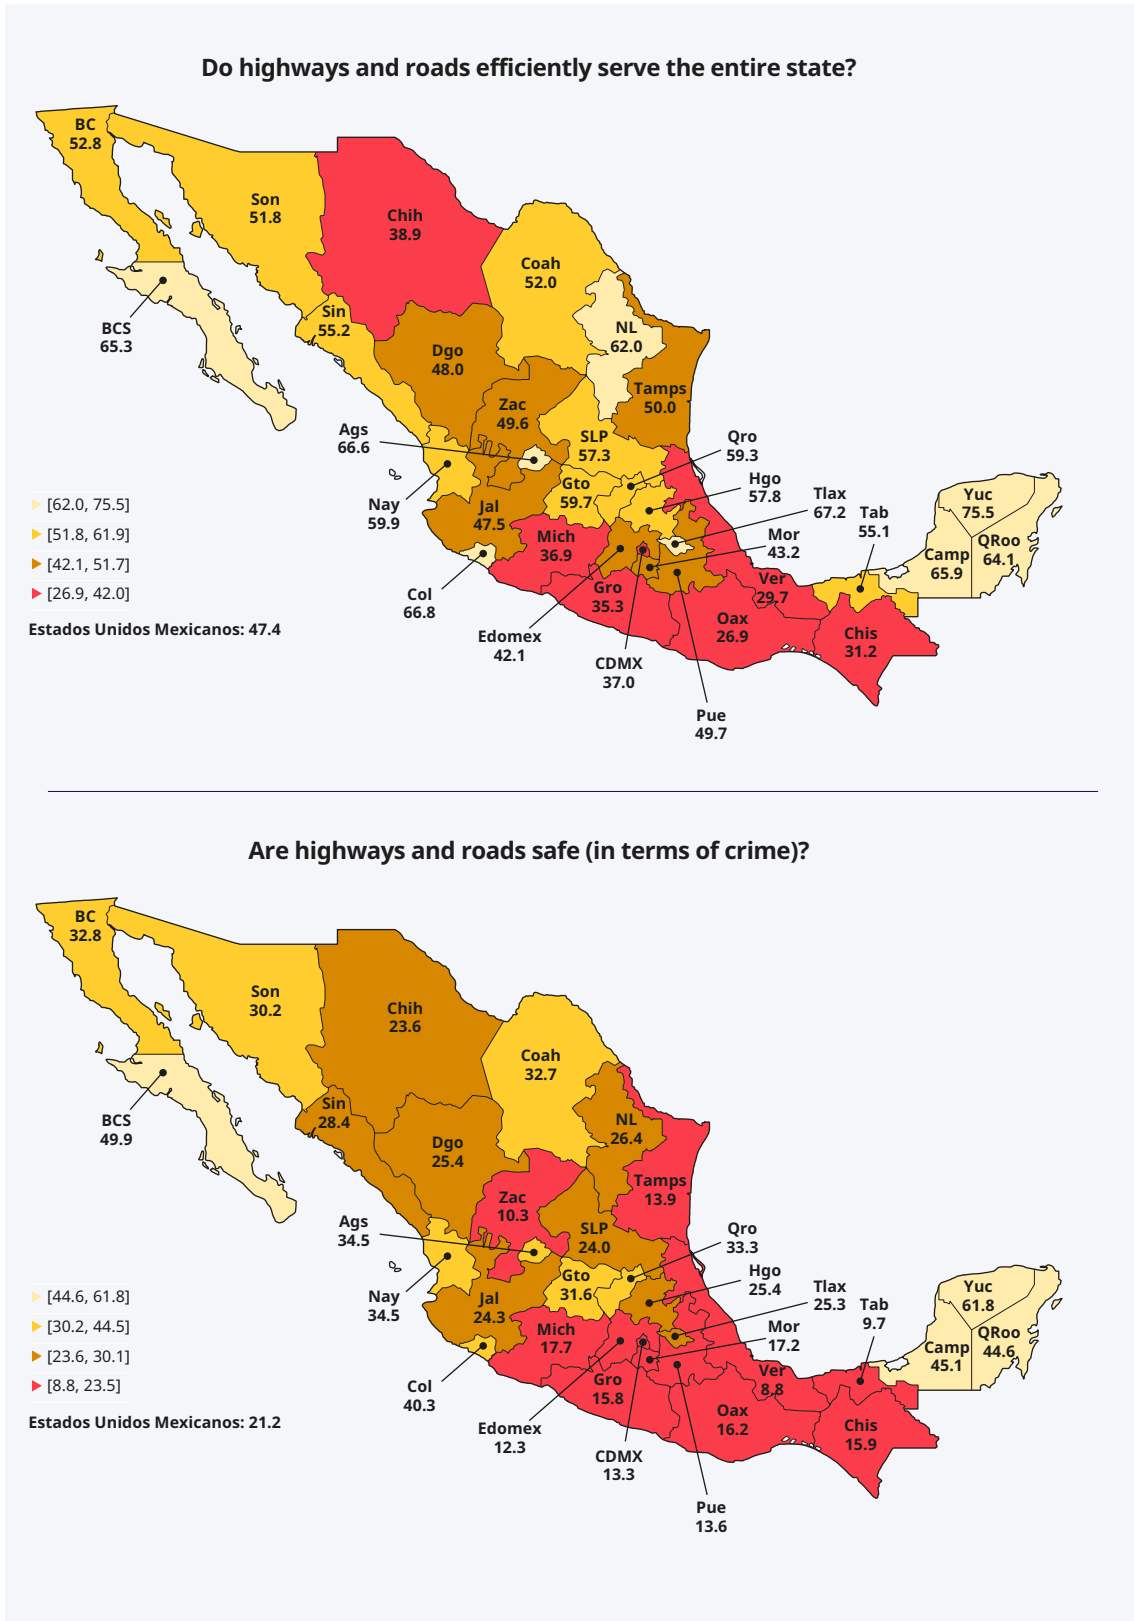 Do highways and roads efficiently serve the entire state?
BC
52.8
Son
51.8
Chih
38.9
Coah
52.0
BCS
65.3
Sin
55.2
NL
62.0
Dgo
48.0
Tamps
50.0
Zac
49.6
Ags
66.6
SLP
57.3
Qro
59.3
Gto
59.7
Hgo
57.8
Nay
59.9
Jal
47.5
Tlax
67.2
Tab
55.1
Yuc
75.5
Mich
36.9
Mor
43.2
Camp
65.9
QRoo
64.1
Col
66.8
Gro
35.3
Ver
29.7
Oax
26.9
Chis
31.2
Edomex
42.1
CDMX
37.0
Pue
49.7
[62.0, 75.5]
[51.8, 61.9]
[42.1, 51.7]
[26.9, 42.0]
Estados Unidos Mexicanos: 47.4
Are highways and roads safe (in terms of crime)?
BC
32.8
Son
30.2
Chih
23.6
Coah
32.7
BCS
49.9
Sin
28.4
NL
26.4
Dgo
25.4
Tamps
13.9
Zac
10.3
Ags
34.5
SLP
24.0
Qro
33.3
Gto
31.6
Hgo
25.4
Nay
34.5
Jal
24.3
Tlax
25.3
Tab
9.7
Yuc
61.8
Mich
17.7
Mor
17.2
Camp
45.1
QRoo
44.6
Col
40.3
Gro
15.8
Ver
8.8
Oax
16.2
Chis
15.9
Edomex
12.3
CDMX
13.3
Pue
13.6
[44.6, 61.8]
[30.2, 44.5]
[23.6, 30.1]
[8.8, 23.5]
Estados Unidos Mexicanos: 21.2